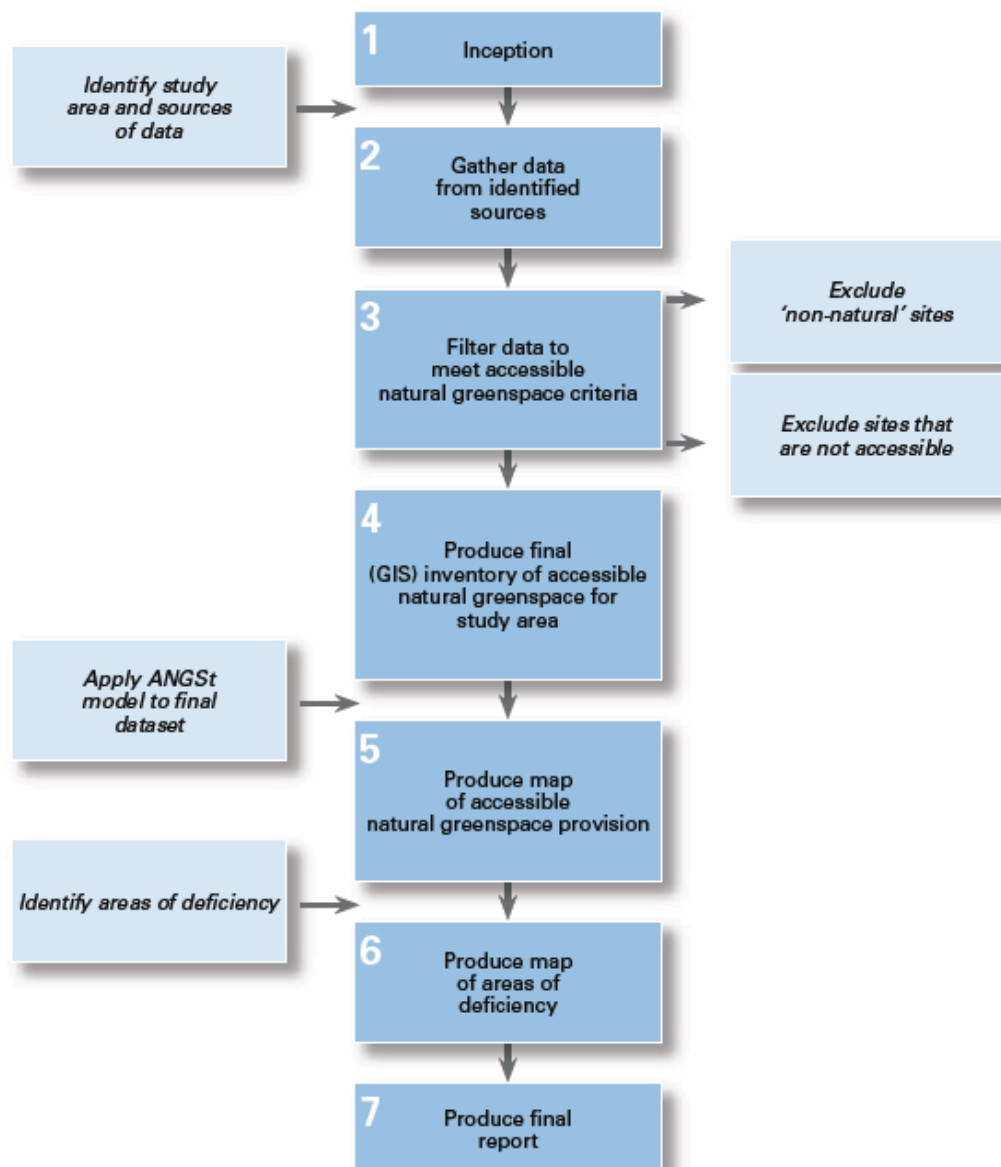 1
Inception
Identify study
area and sources
of data
2
Gather data
from identified
sources
3
Filter data to
meet accessible
natural greenspace criteria
Exclude
‘non-natural’ sites
Exclude sites that
are not accessible
4
Produce final
(GIS) inventory of accessible
natural greenspace for
study area
Apply ANGSt
model to final
dataset
5
Produce map
of accessible
natural greenspace provision
Identify areas of deficiency
6
Produce map
of areas of
deficiency
7
Produce final
report